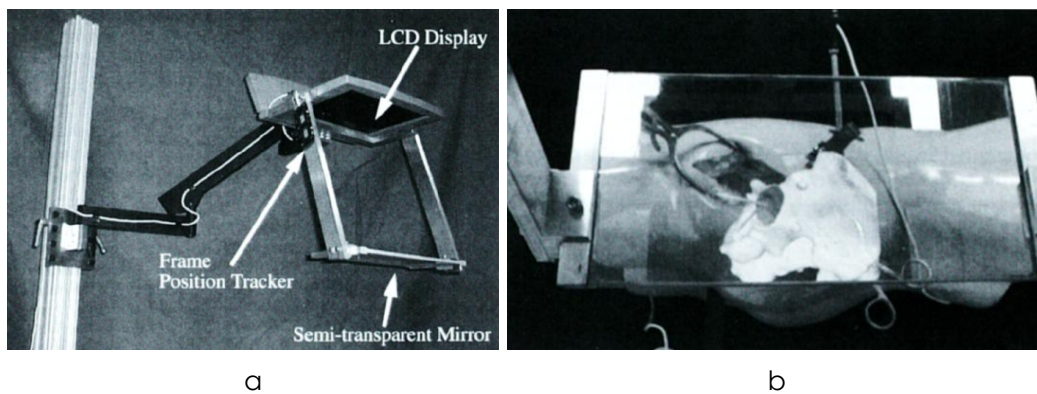 LCD Display
Frame
Position Tracker
Semi-transparent Mirror
a
b